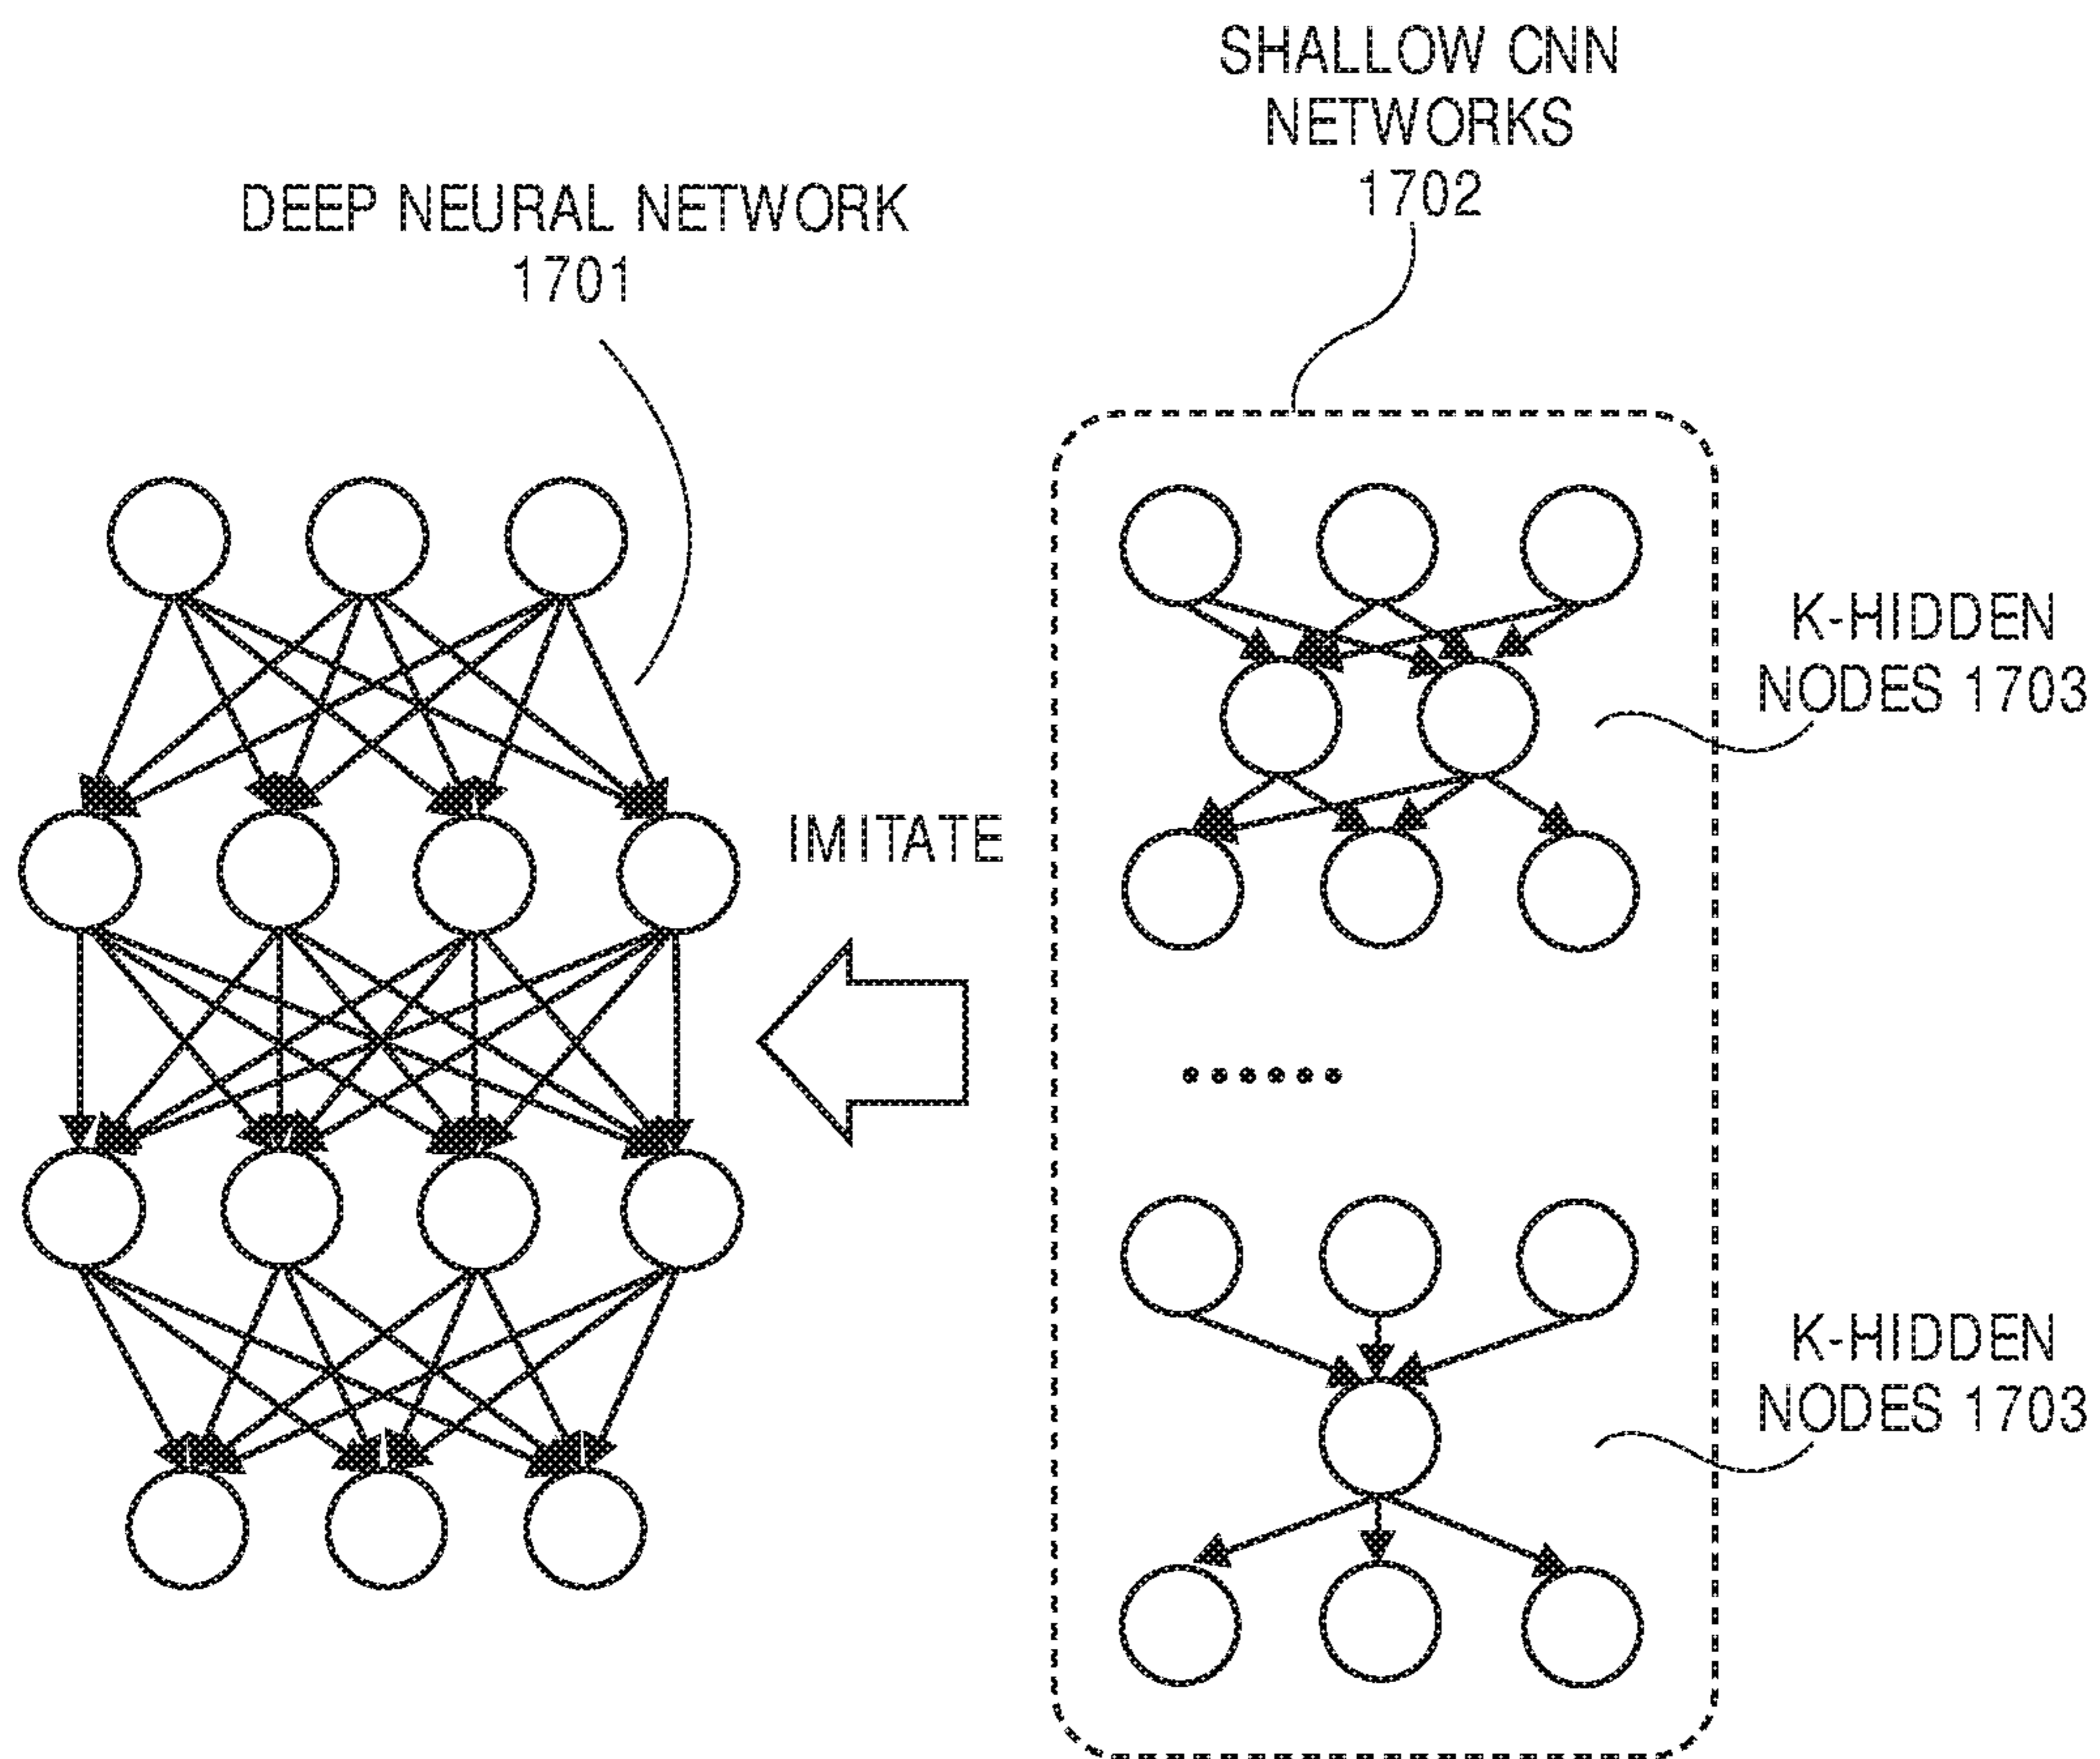 SHALLOW CNN
NETWORKS
1702
DEEP NEURAL NETWORK
1701
K-HIDDEN
NODES 1703
IMITATE
K-HIDDEN
NODES 1703